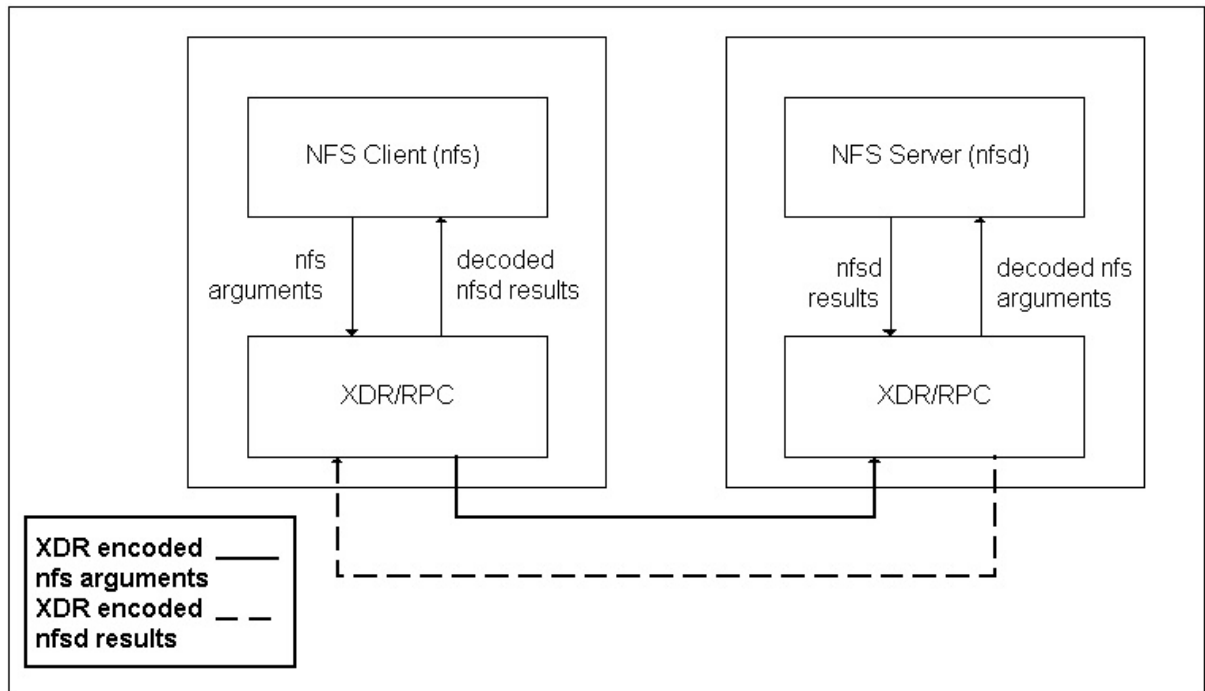 NFS Client (nfs)
nfs
arguments
decoded
nfsd results
XDR/RPC
NFS Server (nfsd)
nfsd
results
decoded nfs
arguments
XDR/RPC
XDR encoded
nfs arguments
XDR encoded
nfsd results